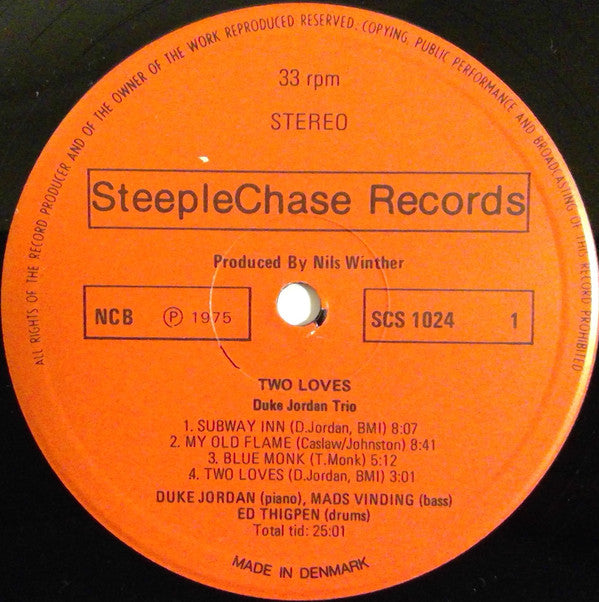 ALL RIGHTS OF THE RECORD PRODUCER AND OF THE OWNER OF THE WORK REPRODUCED RESERVED. COPYING, PUBLIC PERFORMANCE AND BROADCASTING OF THIS RECORD PROHIBITED
33 rpm
STEREO
SteepleChase Records
Produced By Nils Winther
NCB Ⓟ 1975 SCS 1024 1
TWO LOVES
Duke Jordan Trio
1. SUBWAY INN (D.Jordan, BMI) 8:07
2. MY OLD FLAME (Caslaw/Johnston) 8:41
3. BLUE MONK (T.Monk) 5:12
4. TWO LOVES (D.Jordan, BMI) 3:01
DUKE JORDAN (piano), MADS VINDING (bass)
ED THIGPEN (drums)
Total tid: 25:01
MADE IN DENMARK